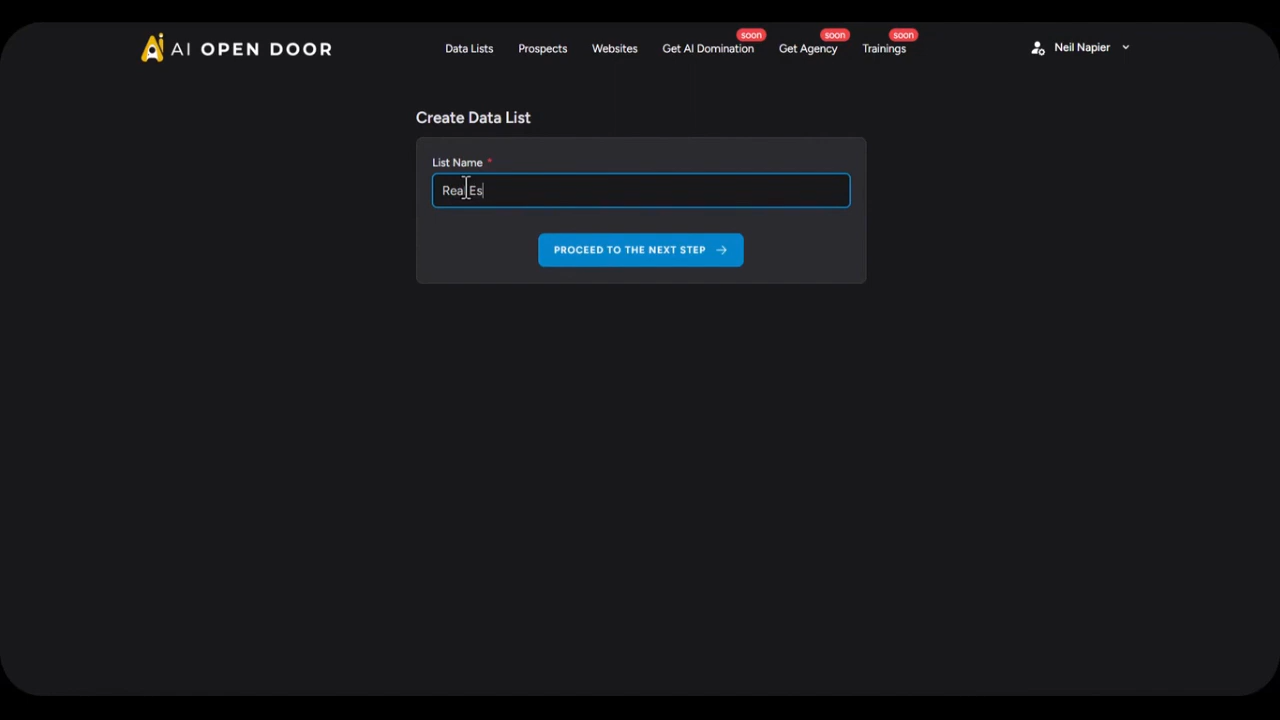 AI OPEN DOOR
Data Lists Prospects Websites Get AI Domination soon Get Agency soon Trainings soon Neil Napier
Create Data List
List Name *
Real Es
PROCEED TO THE NEXT STEP →